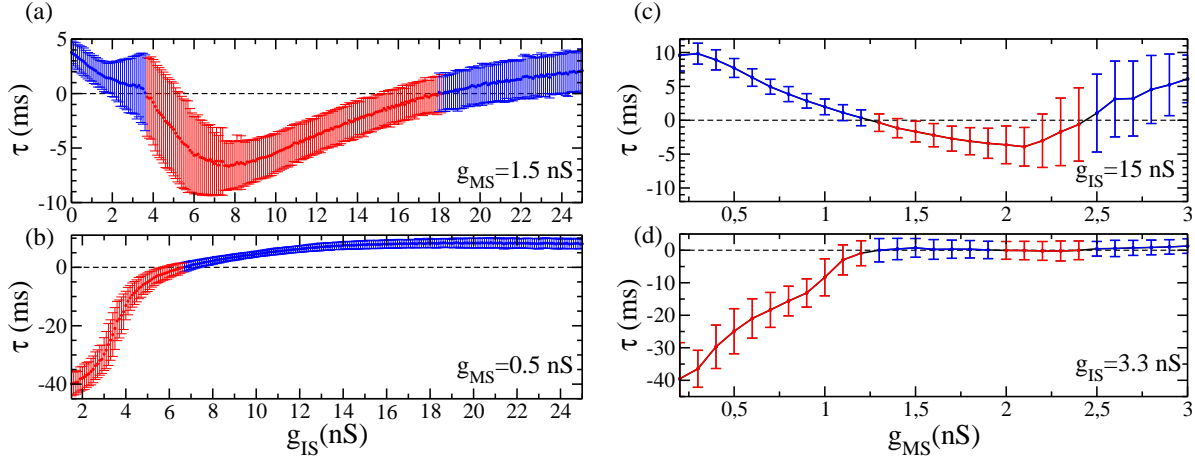 (a)
5
0
-5
-10
τ (ms)
g_MS=1.5 nS
0 2 4 6 8 10 12 14 16 18 20 22 24
(b)
0
-20
-40
τ (ms)
g_MS=0.5 nS
2 4 6 8 10 12 14 16 18 20 22 24
g_IS(nS)
(c)
10
5
0
-5
-10
τ (ms)
g_IS=15 nS
0,5 1 1,5 2 2,5 3
(d)
0
-10
-20
-30
-40
τ (ms)
g_IS=3.3 nS
0,5 1 1,5 2 2,5 3
g_MS(nS)